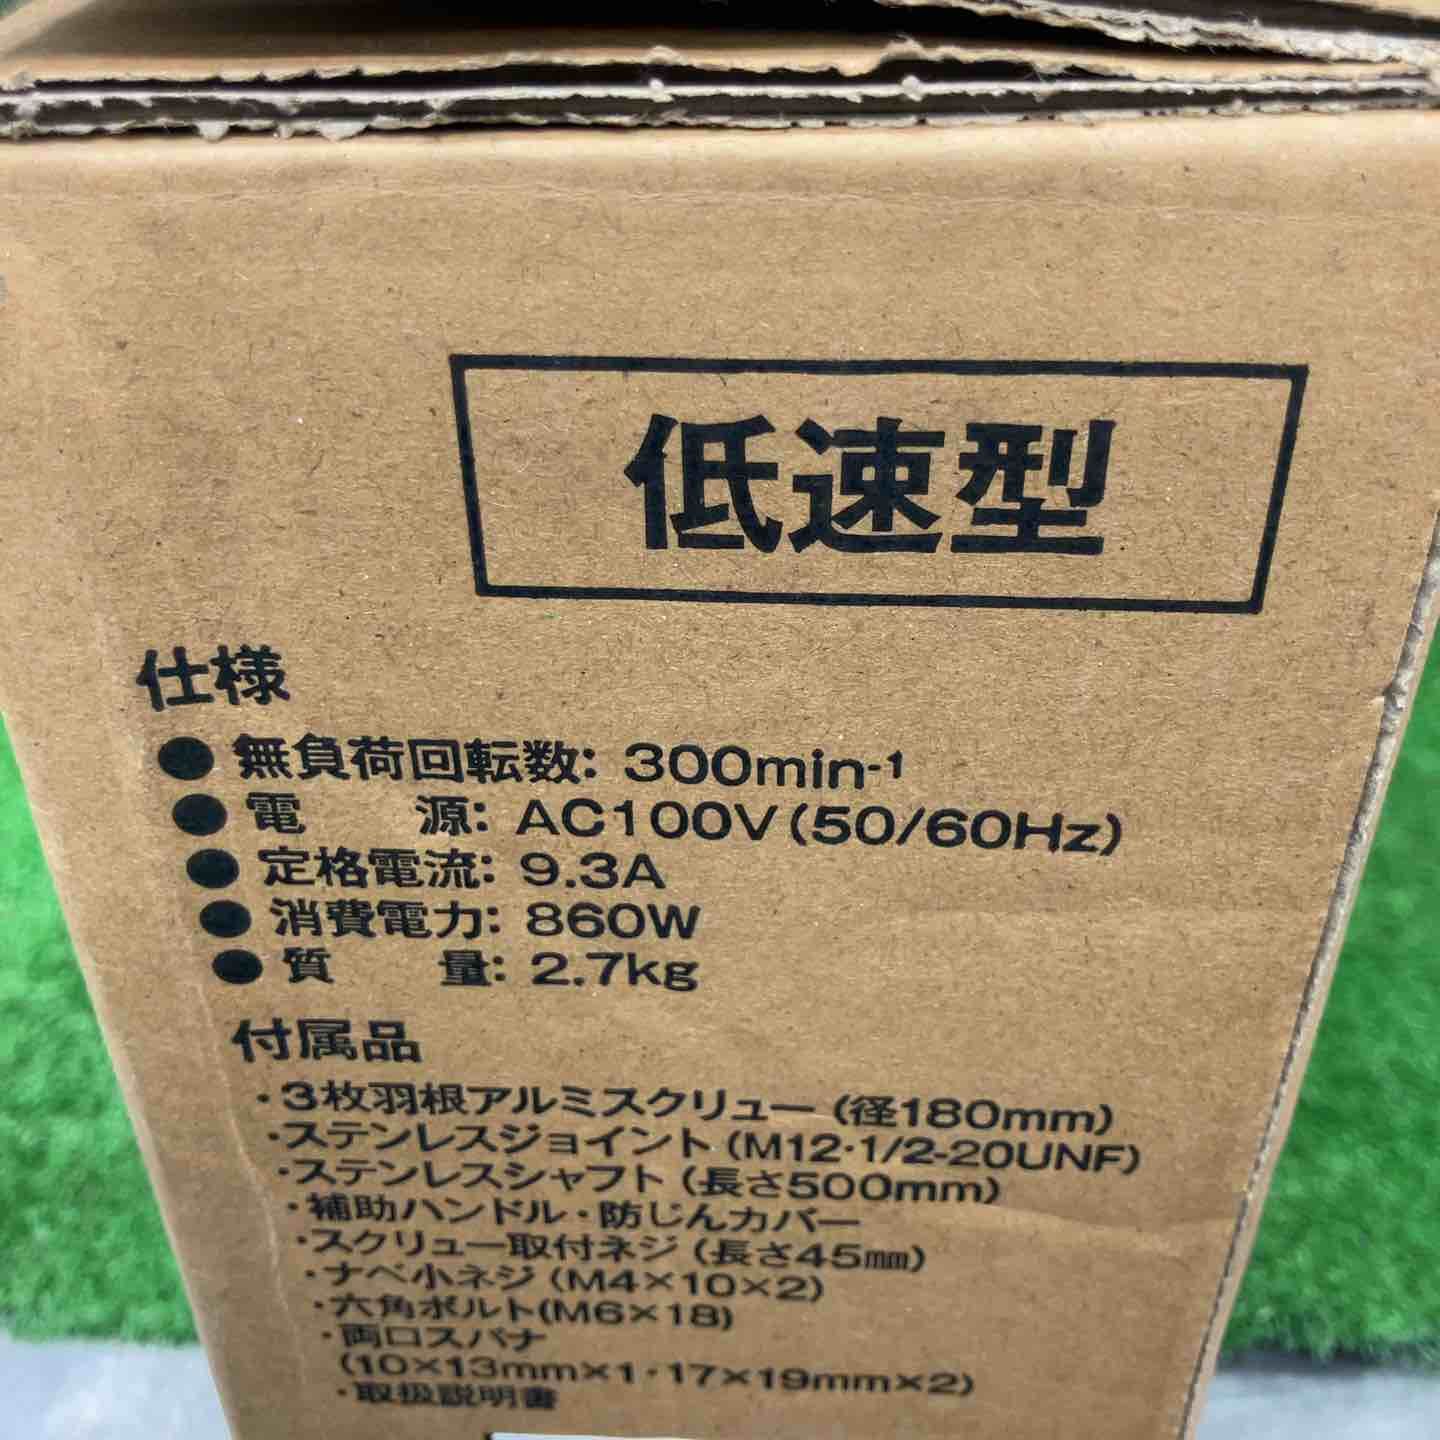 低速型
仕様
●無負荷回転数: 300min-1
●電　　源: AC100V(50/60Hz)
●定格電流: 9.3A
●消費電力: 860W
●質　　量: 2.7kg
付属品
・3枚羽根アルミスクリュー(径180mm)
・ステンレスジョイント(M12・1/2-20UNF)
・ステンレスシャフト(長さ500mm)
・補助ハンドル・防じんカバー
・スクリュー取付ネジ(長さ45㎜)
・ナベ小ネジ(M4×10×2)
・六角ボルト(M6×18)
・両口スパナ
(10×13mm×1・17×19mm×2)
・取扱説明書